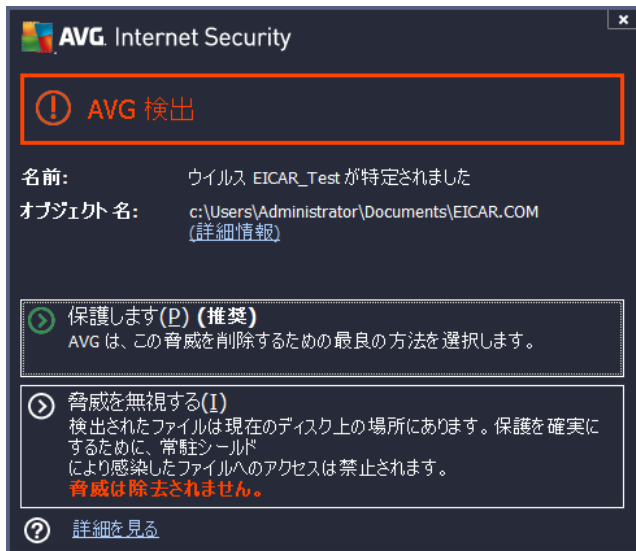 AVG. Internet Security
AVG 検出
名前: ウイルス EICAR_Test が特定されました
オブジェクト名: c:\Users\Administrator\Documents\EICAR.COM
(詳細情報)
保護します(P) (推奨)
AVG は、この脅威を削除するための最良の方法を選択します。
脅威を無視する(I)
検出されたファイルは現在のディスク上の場所にあります。保護を確実に
するために、常駐シールド
により感染したファイルへのアクセスは禁止されます。
脅威は除去されません。
詳細を見る